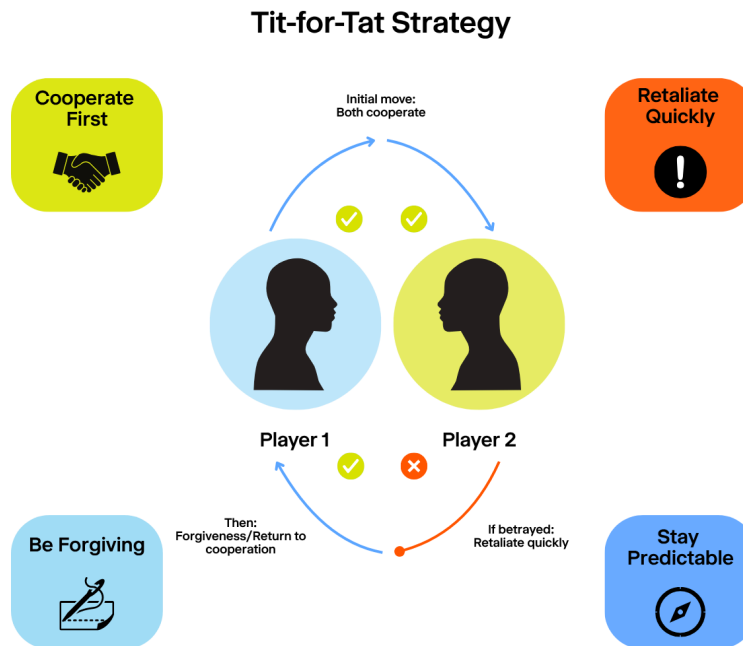 Tit-for-Tat Strategy
Cooperate
First
Initial move:
Both cooperate
Retaliate
Quickly
Player 1
Player 2
Then:
Forgiveness/Return to
cooperation
If betrayed:
Retaliate quickly
Be Forgiving
Stay
Predictable